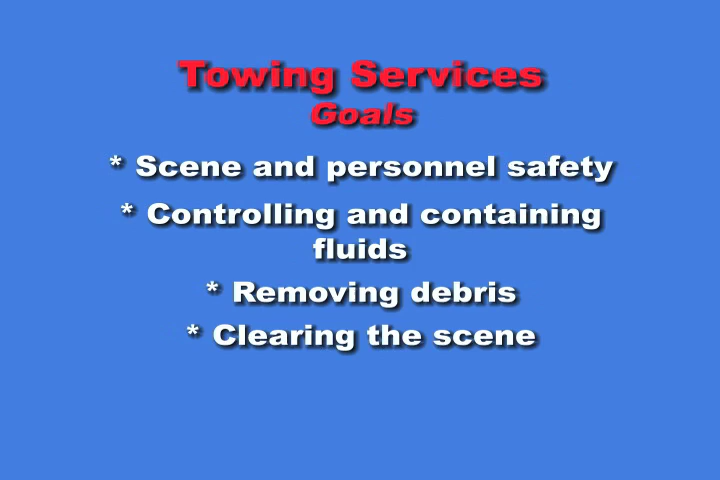 Towing Services
Goals
* Scene and personnel safety
* Controlling and containing
fluids
* Removing debris
* Clearing the scene